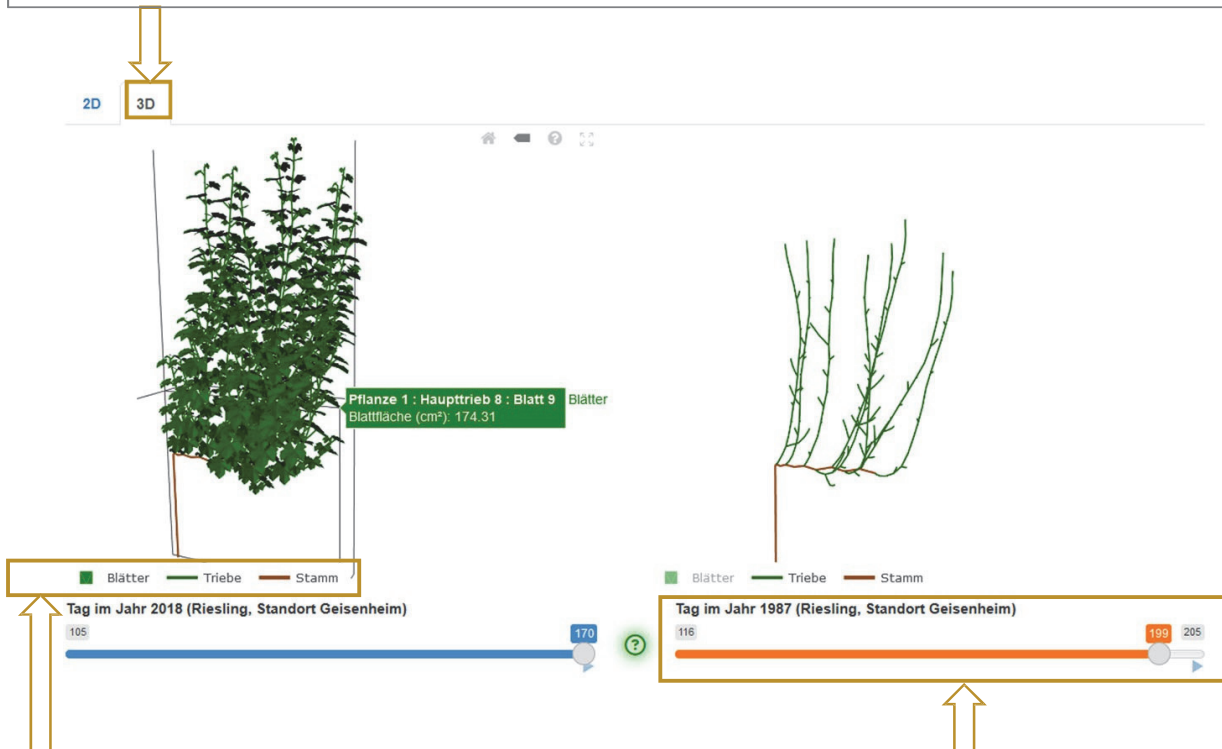 2D 3D
Pflanze 1 : Haupttrieb 8 : Blatt 9 Blätter
Blattfläche (cm²): 174.31
Blätter Triebe Stamm
Tag im Jahr 2018 (Riesling, Standort Geisenheim)
105 170
?
Blätter Triebe Stamm
Tag im Jahr 1987 (Riesling, Standort Geisenheim)
116 199 205